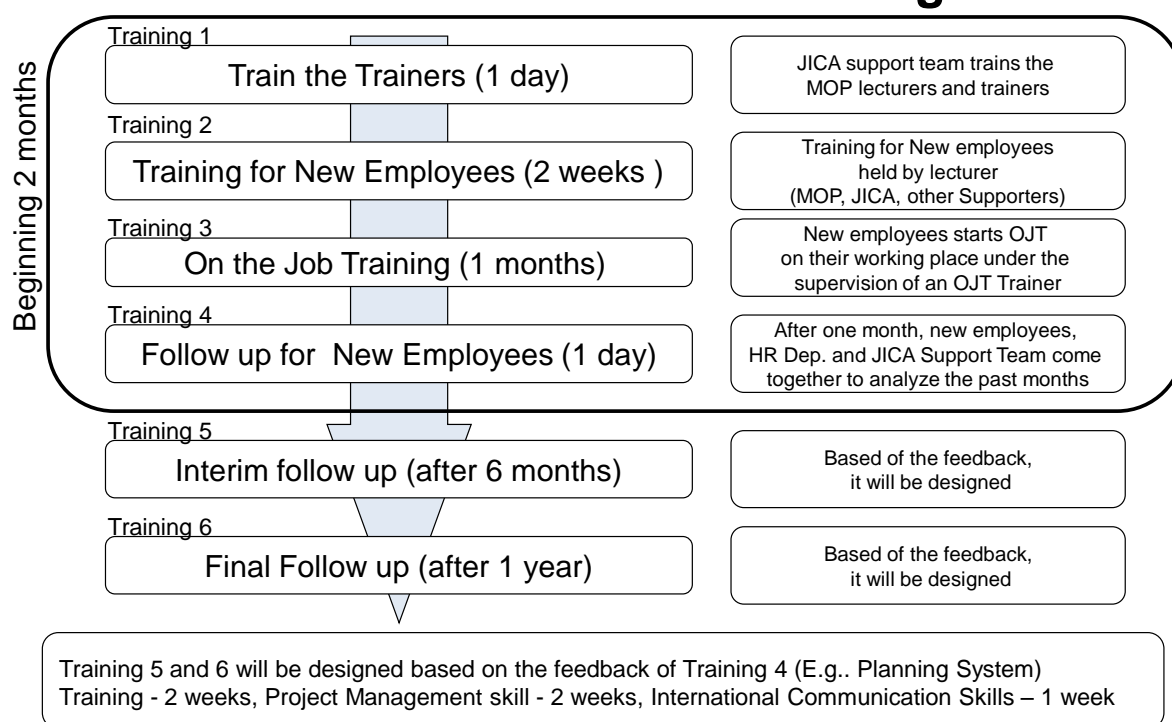 Training 1
Train the Trainers (1 day)
JICA support team trains the
MOP lecturers and trainers
Training 2
Training for New Employees (2 weeks )
Training for New employees
held by lecturer
(MOP, JICA, other Supporters)
Training 3
On the Job Training (1 months)
New employees starts OJT
on their working place under the
supervision of an OJT Trainer
Training 4
Follow up for  New Employees (1 day)
After one month, new employees,
HR Dep. and JICA Support Team come
together to analyze the past months
Beginning 2 months
Training 5
Interim follow up (after 6 months)
Based of the feedback,
it will be designed
Training 6
Final Follow up (after 1 year)
Based of the feedback,
it will be designed
Training 5 and 6 will be designed based on the feedback of Training 4 (E.g.. Planning System)
Training - 2 weeks, Project Management skill - 2 weeks, International Communication Skills – 1 week